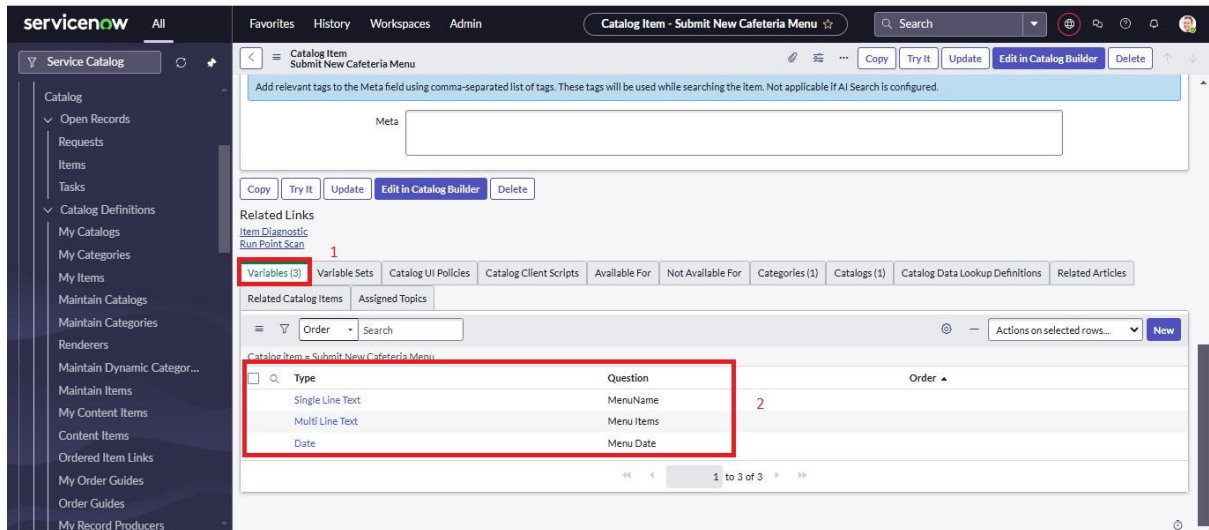 servicenow All Favorites History Workspaces Admin Catalog Item - Submit New Cafeteria Menu Search
Service Catalog
Catalog Item
Submit New Cafeteria Menu
Copy Try It Update Edit in Catalog Builder Delete
Add relevant tags to the Meta field using comma-separated list of tags. These tags will be used while searching the item. Not applicable if AI Search is configured.
Meta
Catalog
Open Records
Requests
Items
Tasks
Catalog Definitions
My Catalogs
My Categories
My Items
Maintain Catalogs
Maintain Categories
Renderers
Maintain Dynamic Categor...
Maintain Items
My Content Items
Content Items
Ordered Item Links
My Order Guides
Order Guides
My Record Producers
Copy Try It Update Edit in Catalog Builder Delete
Related Links
Item Diagnostic
Run Point Scan
1
Variables (3) Variable Sets Catalog UI Policies Catalog Client Scripts Available For Not Available For Categories (1) Catalogs (1) Catalog Data Lookup Definitions Related Articles
Related Catalog Items Assigned Topics
Order Search Actions on selected rows... New
Catalog item = Submit New Cafeteria Menu
Type Question Order
Single Line Text MenuName
2
Multi Line Text Menu Items
Date Menu Date
1 to 3 of 3